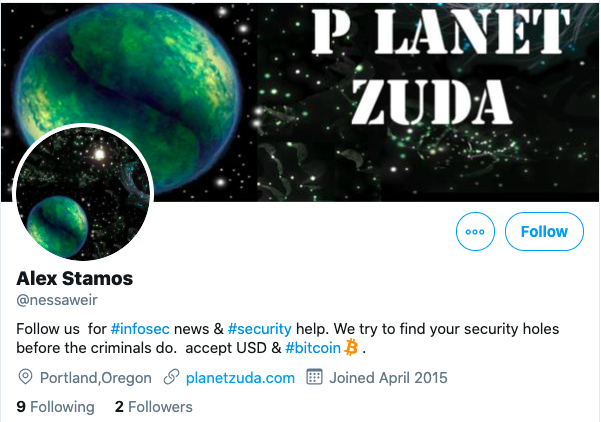 P LANET
ZUDA
Follow
Alex Stamos
@nessaweir
Follow us  for #infosec news & #security help. We try to find your security holes
before the criminals do.  accept USD & #bitcoin .
Portland,Oregon planetzuda.com Joined April 2015
9 Following 2 Followers